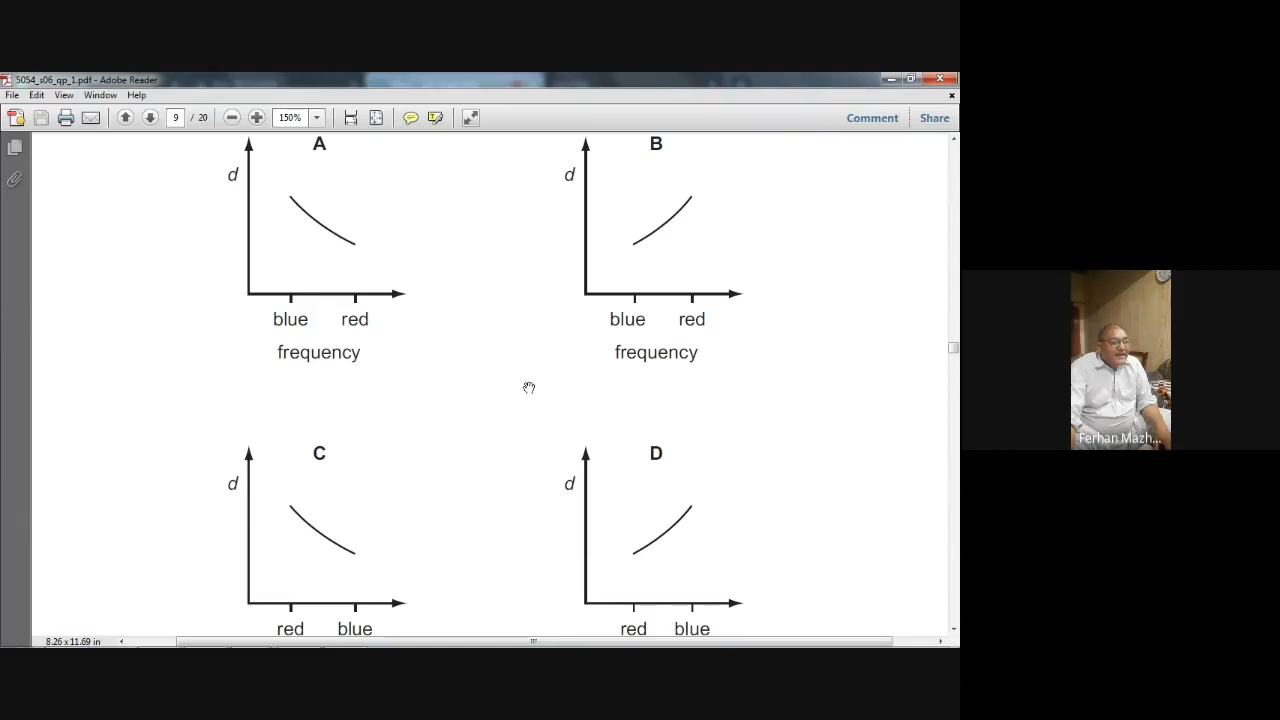 5054_s06_qp_1.pdf - Adobe Reader
File Edit View Window Help
9 / 20 150% Comment Share
A B
d d
blue red blue red
frequency frequency
C D
d d
red blue red blue
8.26 x 11.69 in
Ferhan Mazh...